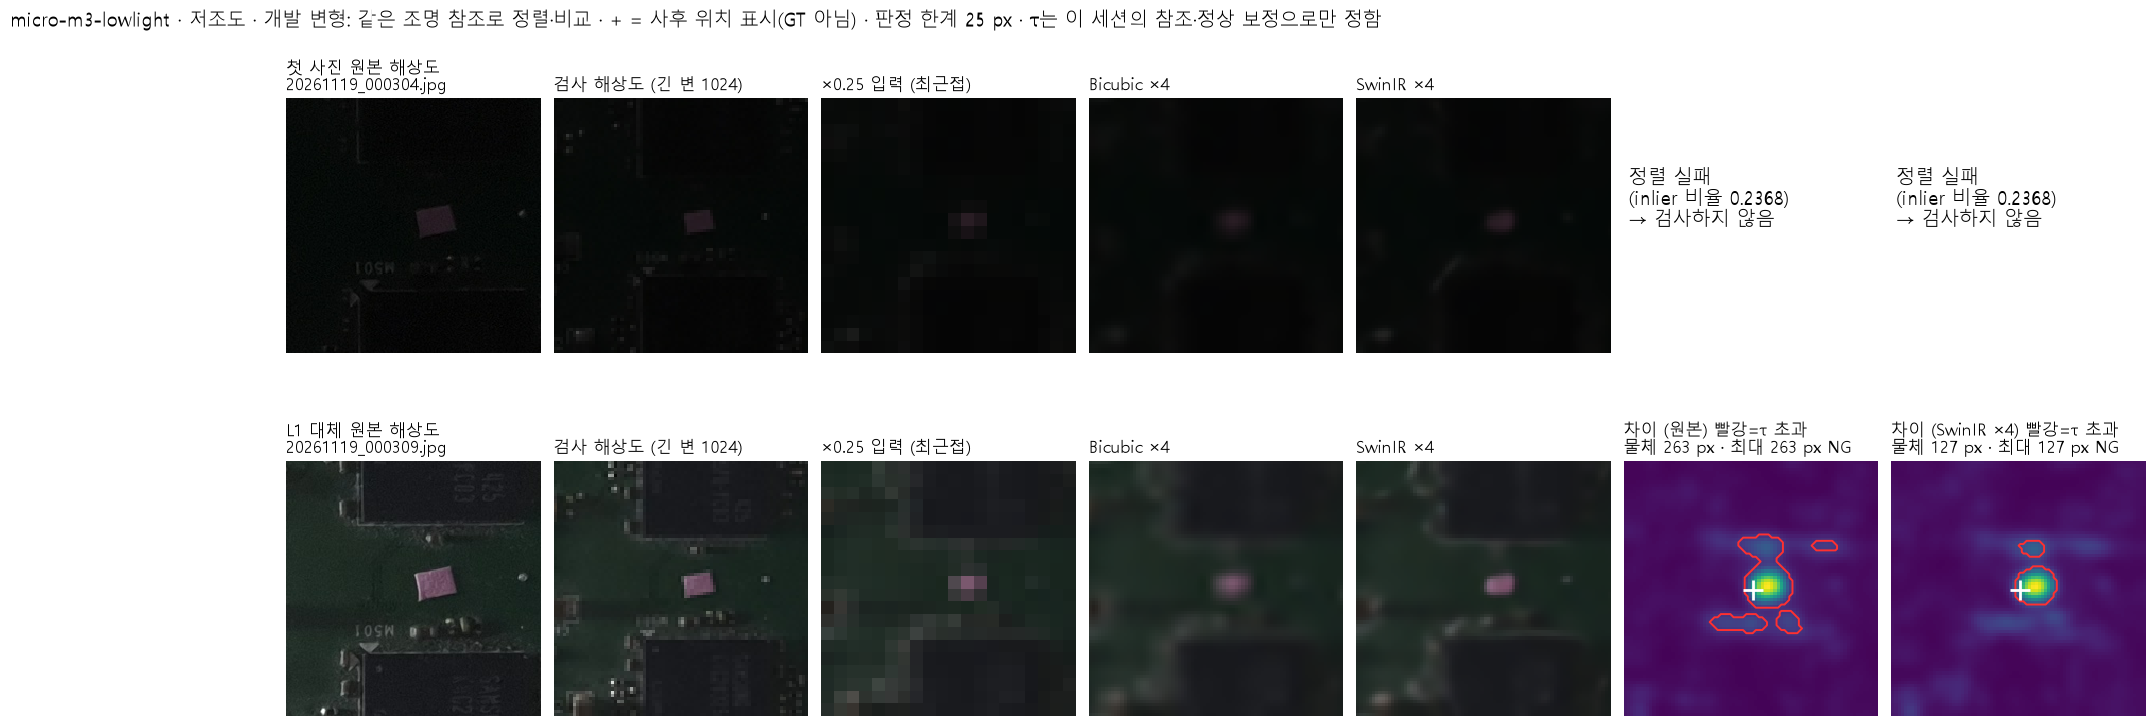 micro-m3-lowlight · 저조도 · 개발 변형: 같은 조명 참조로 정렬·비교 · + = 사후 위치 표시(GT 아님) · 판정 한계 25 px · τ는 이 세션의 참조·정상 보정으로만 정함
첫 사진 원본 해상도
20261119_000304.jpg
검사 해상도 (긴 변 1024)
×0.25 입력 (최근접)
Bicubic ×4
SwinIR ×4
정렬 실패
(inlier 비율 0.2368)
→ 검사하지 않음
정렬 실패
(inlier 비율 0.2368)
→ 검사하지 않음
M501
L1 대체 원본 해상도
20261119_000309.jpg
검사 해상도 (긴 변 1024)
×0.25 입력 (최근접)
Bicubic ×4
SwinIR ×4
차이 (원본) 빨강=τ 초과
물체 263 px · 최대 263 px NG
차이 (SwinIR ×4) 빨강=τ 초과
물체 127 px · 최대 127 px NG
M501